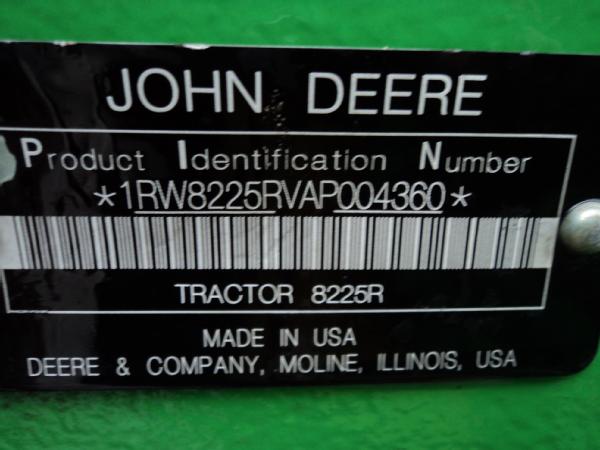 JOHN DEERE
Product Identification Number
*1RW8225RVAP004360*
TRACTOR 8225R
MADE IN USA
DEERE & COMPANY, MOLINE, ILLINOIS, USA